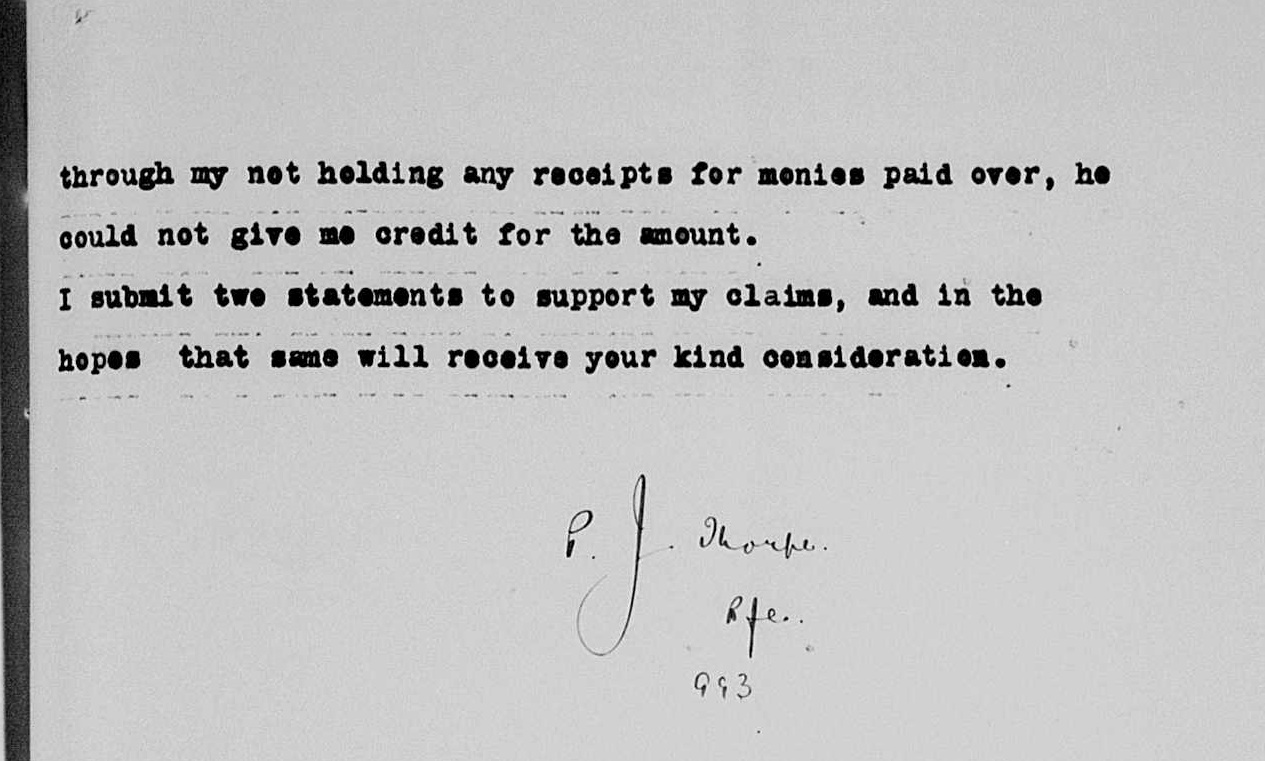 through my not holding any receipts for monies paid over, he
could not give me credit for the amount.
I submit two statements to support my claims, and in the
hopes that same will receive your kind consideration.
P. J. Thorpe.
Pfe..
993